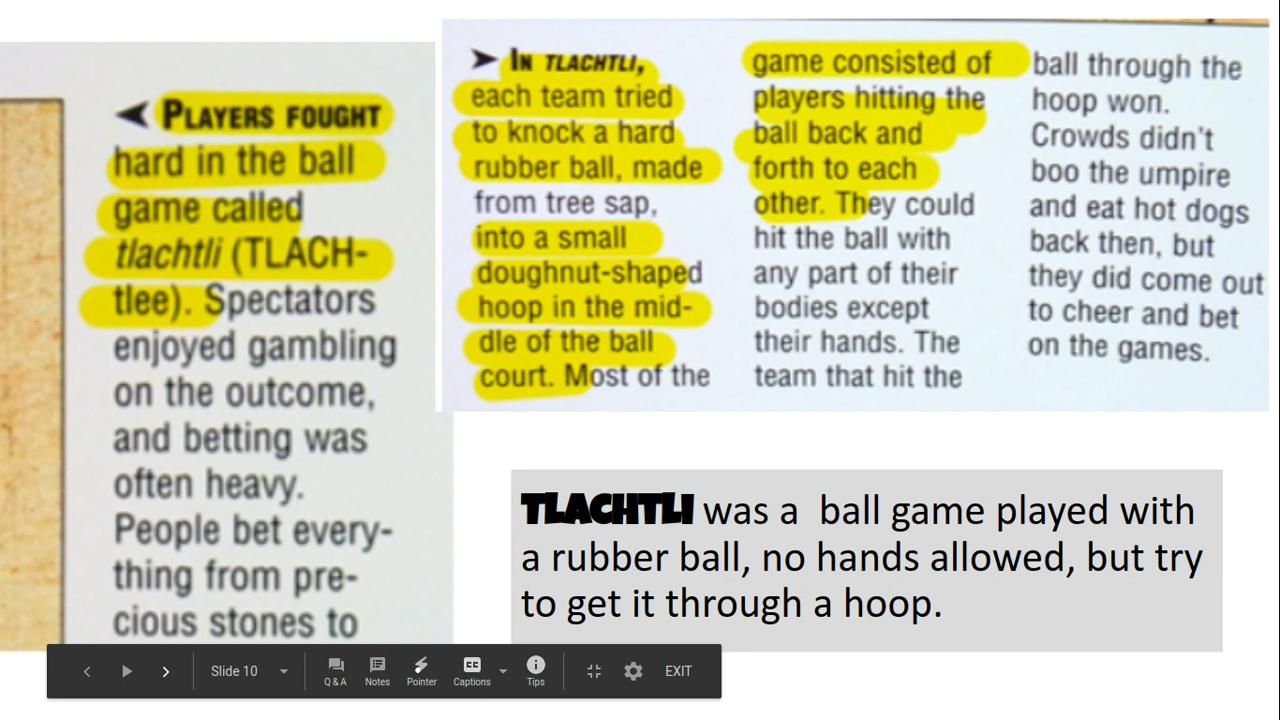 PLAYERS FOUGHT
hard in the ball
game called
tlachtli (TLACH-
tlee). Spectators
enjoyed gambling
on the outcome,
and betting was
often heavy.
People bet every-
thing from pre-
cious stones to
IN TLACHTLI,
each team tried
to knock a hard
rubber ball, made
from tree sap,
into a small
doughnut-shaped
hoop in the mid-
dle of the ball
court. Most of the
game consisted of
players hitting the
ball back and
forth to each
other. They could
hit the ball with
any part of their
bodies except
their hands. The
team that hit the
ball through the
hoop won.
Crowds didn't
boo the umpire
and eat hot dogs
back then, but
they did come out
to cheer and bet
on the games.
TLACHTLI was a  ball game played with
a rubber ball, no hands allowed, but try
to get it through a hoop.
Slide 10
Q & A
Notes
Pointer
CC
Captions
Tips
EXIT